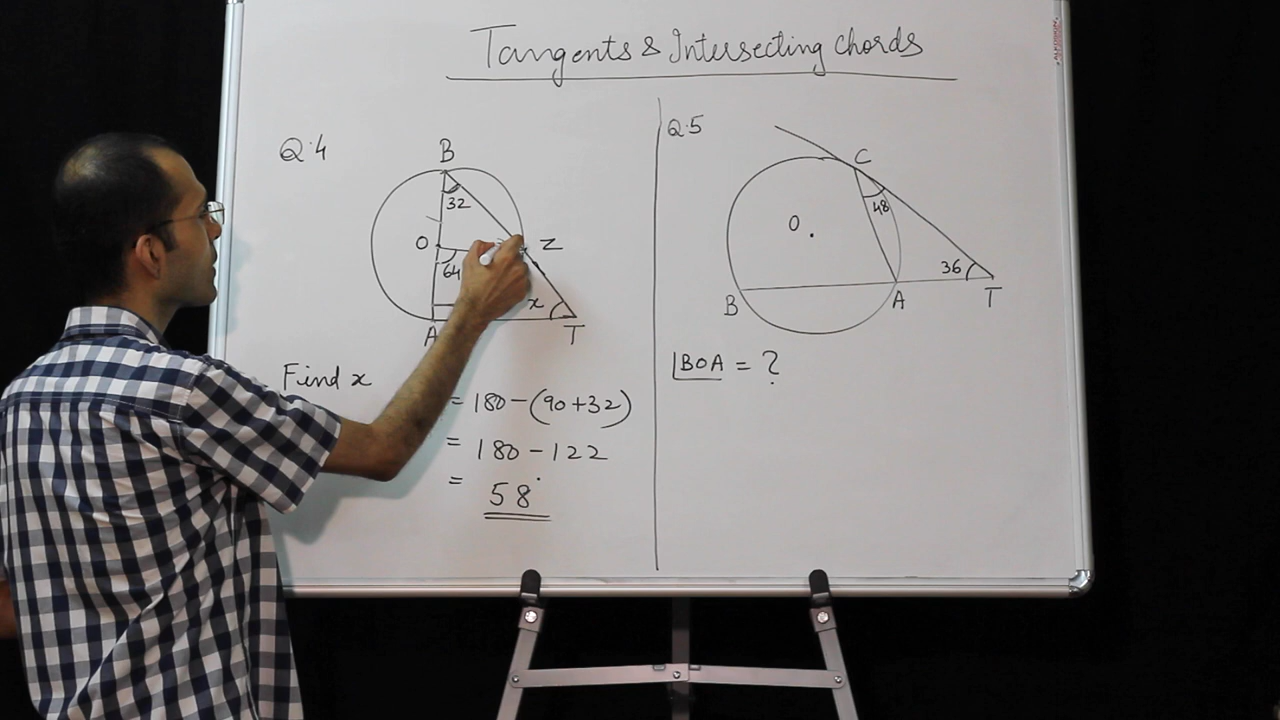 Tangents & Intersecting Chords
Q.4
B
32
O
Z
64
x
A
T
Find x
= 180 - (90+32)
= 180 - 122
= 58°
Q.5
C
48
O
36
B
A
T
∠BOA = ?